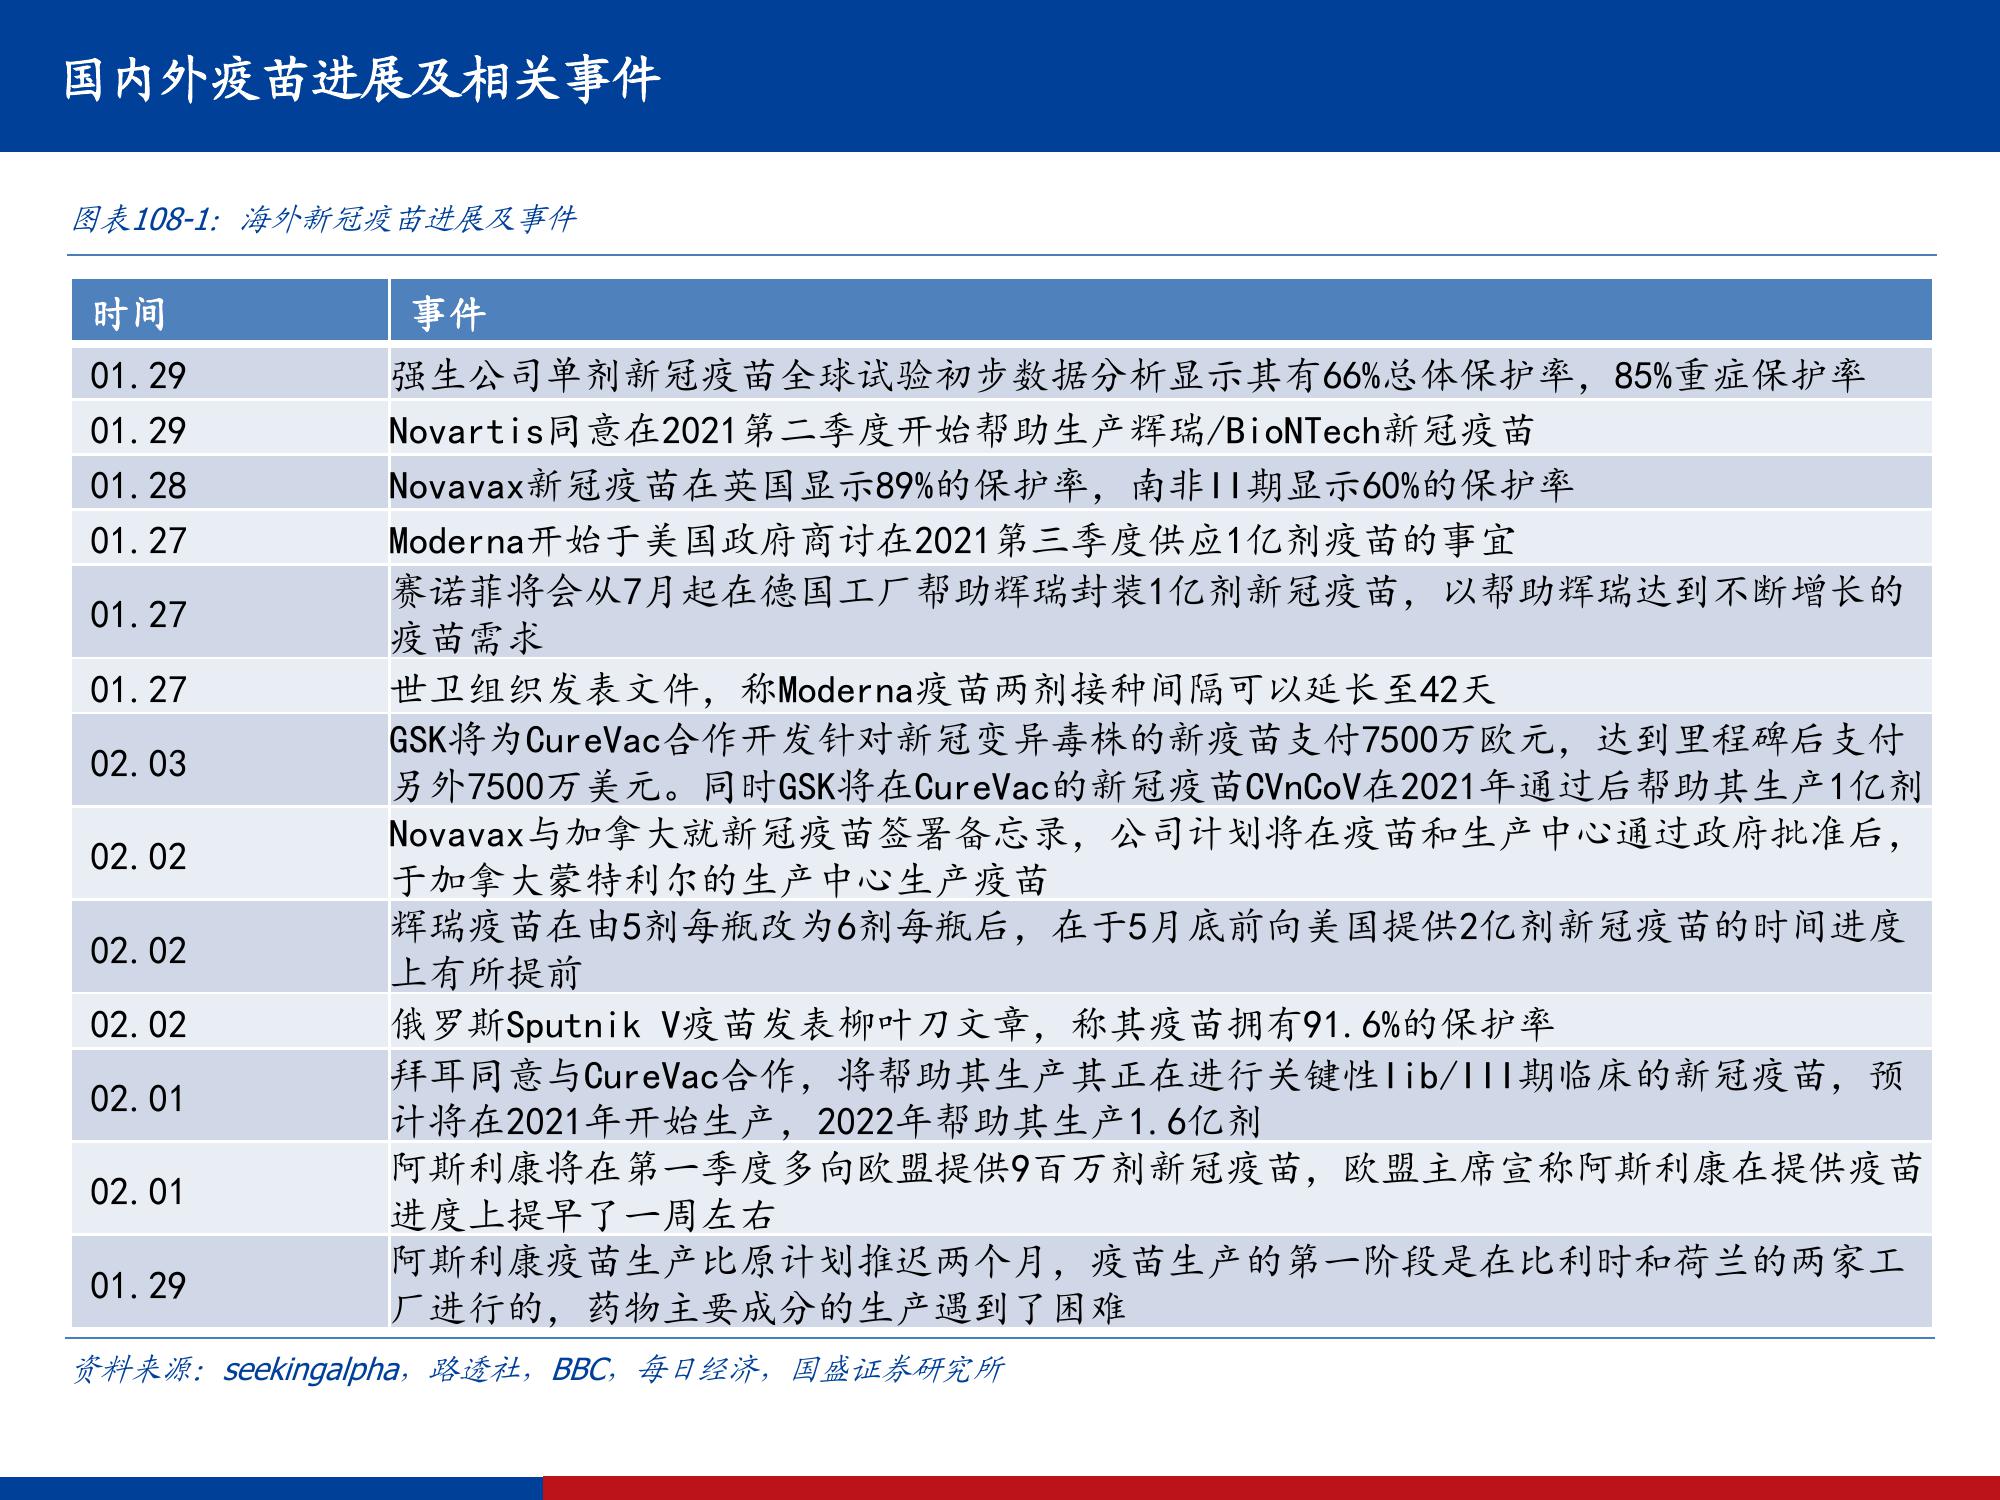 国内外疫苗进展及相关事件
图表108-1：海外新冠疫苗进展及事件
时间 事件
01.29 强生公司单剂新冠疫苗全球试验初步数据分析显示其有66%总体保护率，85%重症保护率
01.29 Novartis同意在2021第二季度开始帮助生产辉瑞/BioNTech新冠疫苗
01.28 Novavax新冠疫苗在英国显示89%的保护率，南非II期显示60%的保护率
01.27 Moderna开始于美国政府商讨在2021第三季度供应1亿剂疫苗的事宜
01.27 赛诺菲将会从7月起在德国工厂帮助辉瑞封装1亿剂新冠疫苗，以帮助辉瑞达到不断增长的
疫苗需求
01.27 世卫组织发表文件，称Moderna疫苗两剂接种间隔可以延长至42天
02.03 GSK将为CureVac合作开发针对新冠变异毒株的新疫苗支付7500万欧元，达到里程碑后支付
另外7500万美元。同时GSK将在CureVac的新冠疫苗CVnCoV在2021年通过后帮助其生产1亿剂
02.02 Novavax与加拿大就新冠疫苗签署备忘录，公司计划将在疫苗和生产中心通过政府批准后，
于加拿大蒙特利尔的生产中心生产疫苗
02.02 辉瑞疫苗在由5剂每瓶改为6剂每瓶后，在于5月底前向美国提供2亿剂新冠疫苗的时间进度
上有所提前
02.02 俄罗斯Sputnik V疫苗发表柳叶刀文章，称其疫苗拥有91.6%的保护率
02.01 拜耳同意与CureVac合作，将帮助其生产其正在进行关键性IIb/III期临床的新冠疫苗，预
计将在2021年开始生产，2022年帮助其生产1.6亿剂
02.01 阿斯利康将在第一季度多向欧盟提供9百万剂新冠疫苗，欧盟主席宣称阿斯利康在提供疫苗
进度上提早了一周左右
01.29 阿斯利康疫苗生产比原计划推迟两个月，疫苗生产的第一阶段是在比利时和荷兰的两家工
厂进行的，药物主要成分的生产遇到了困难
资料来源：seekingalpha，路透社，BBC，每日经济，国盛证券研究所